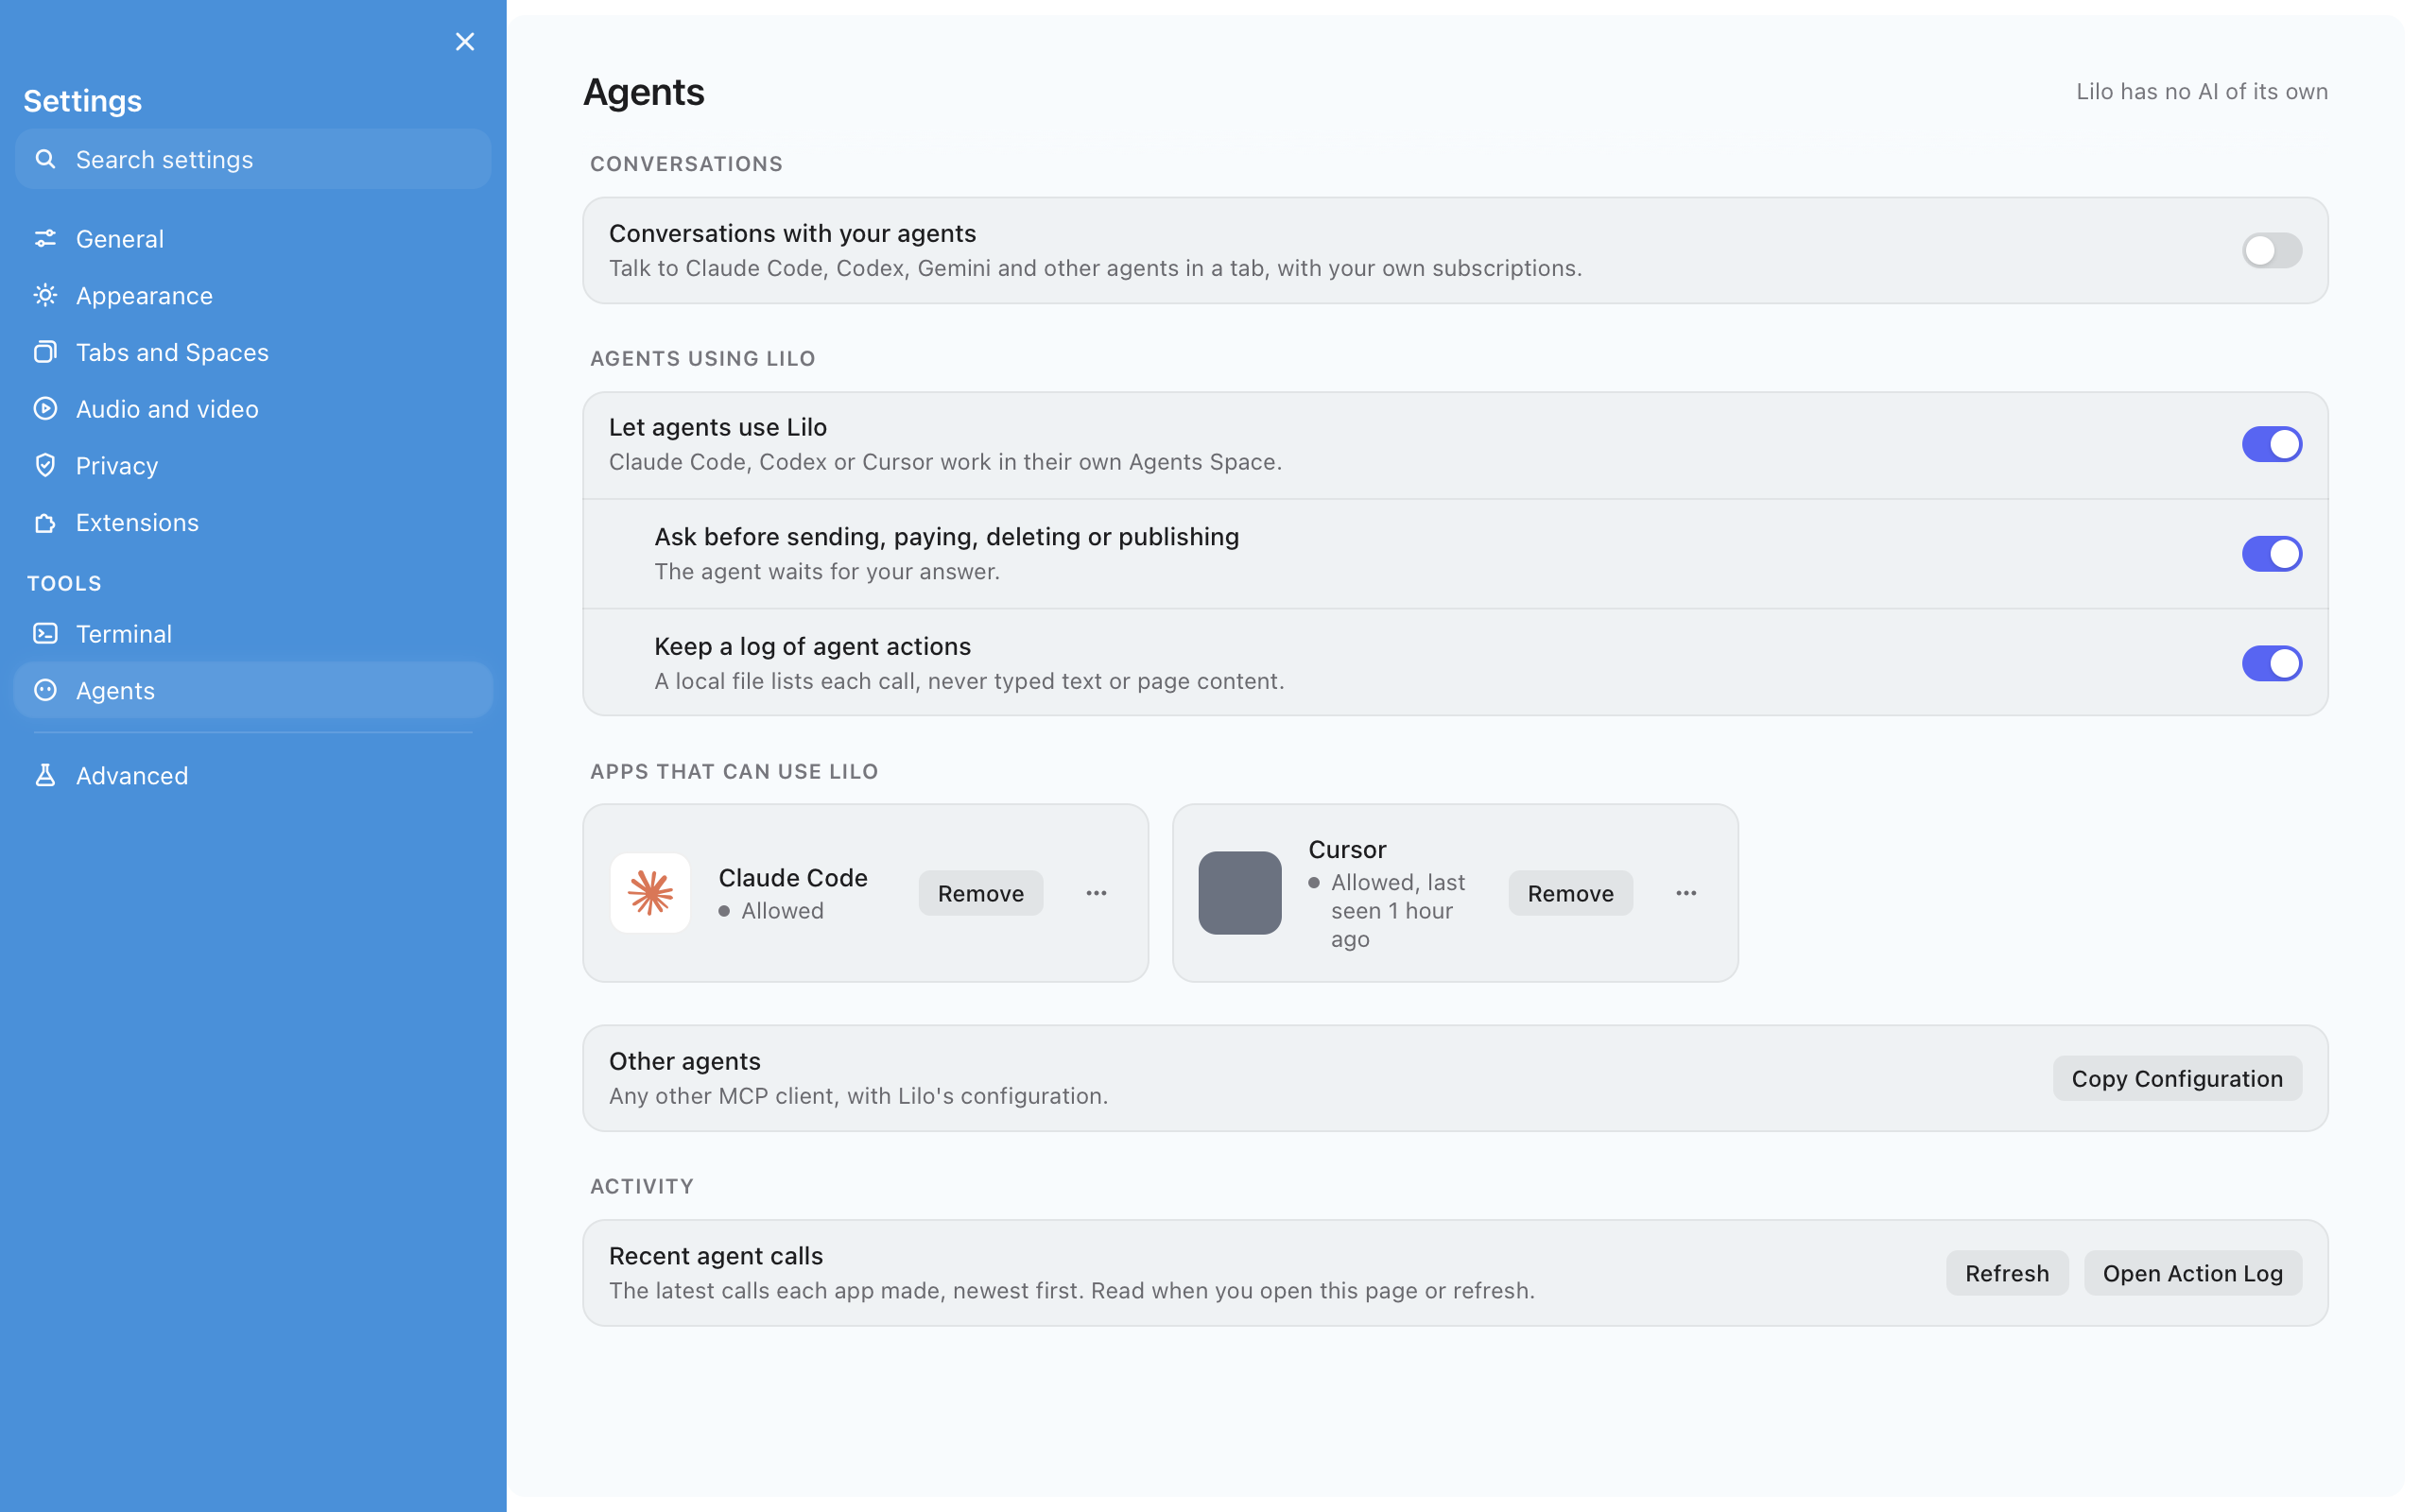 Settings
Search settings
General
Appearance
Tabs and Spaces
Audio and video
Privacy
Extensions
TOOLS
Terminal
Agents
Advanced
Agents
Lilo has no AI of its own
CONVERSATIONS
Conversations with your agents
Talk to Claude Code, Codex, Gemini and other agents in a tab, with your own subscriptions.
AGENTS USING LILO
Let agents use Lilo
Claude Code, Codex or Cursor work in their own Agents Space.
Ask before sending, paying, deleting or publishing
The agent waits for your answer.
Keep a log of agent actions
A local file lists each call, never typed text or page content.
APPS THAT CAN USE LILO
Claude Code
Allowed
Remove
Cursor
Allowed, last
seen 1 hour
ago
Remove
Other agents
Any other MCP client, with Lilo's configuration.
Copy Configuration
ACTIVITY
Recent agent calls
The latest calls each app made, newest first. Read when you open this page or refresh.
Refresh
Open Action Log